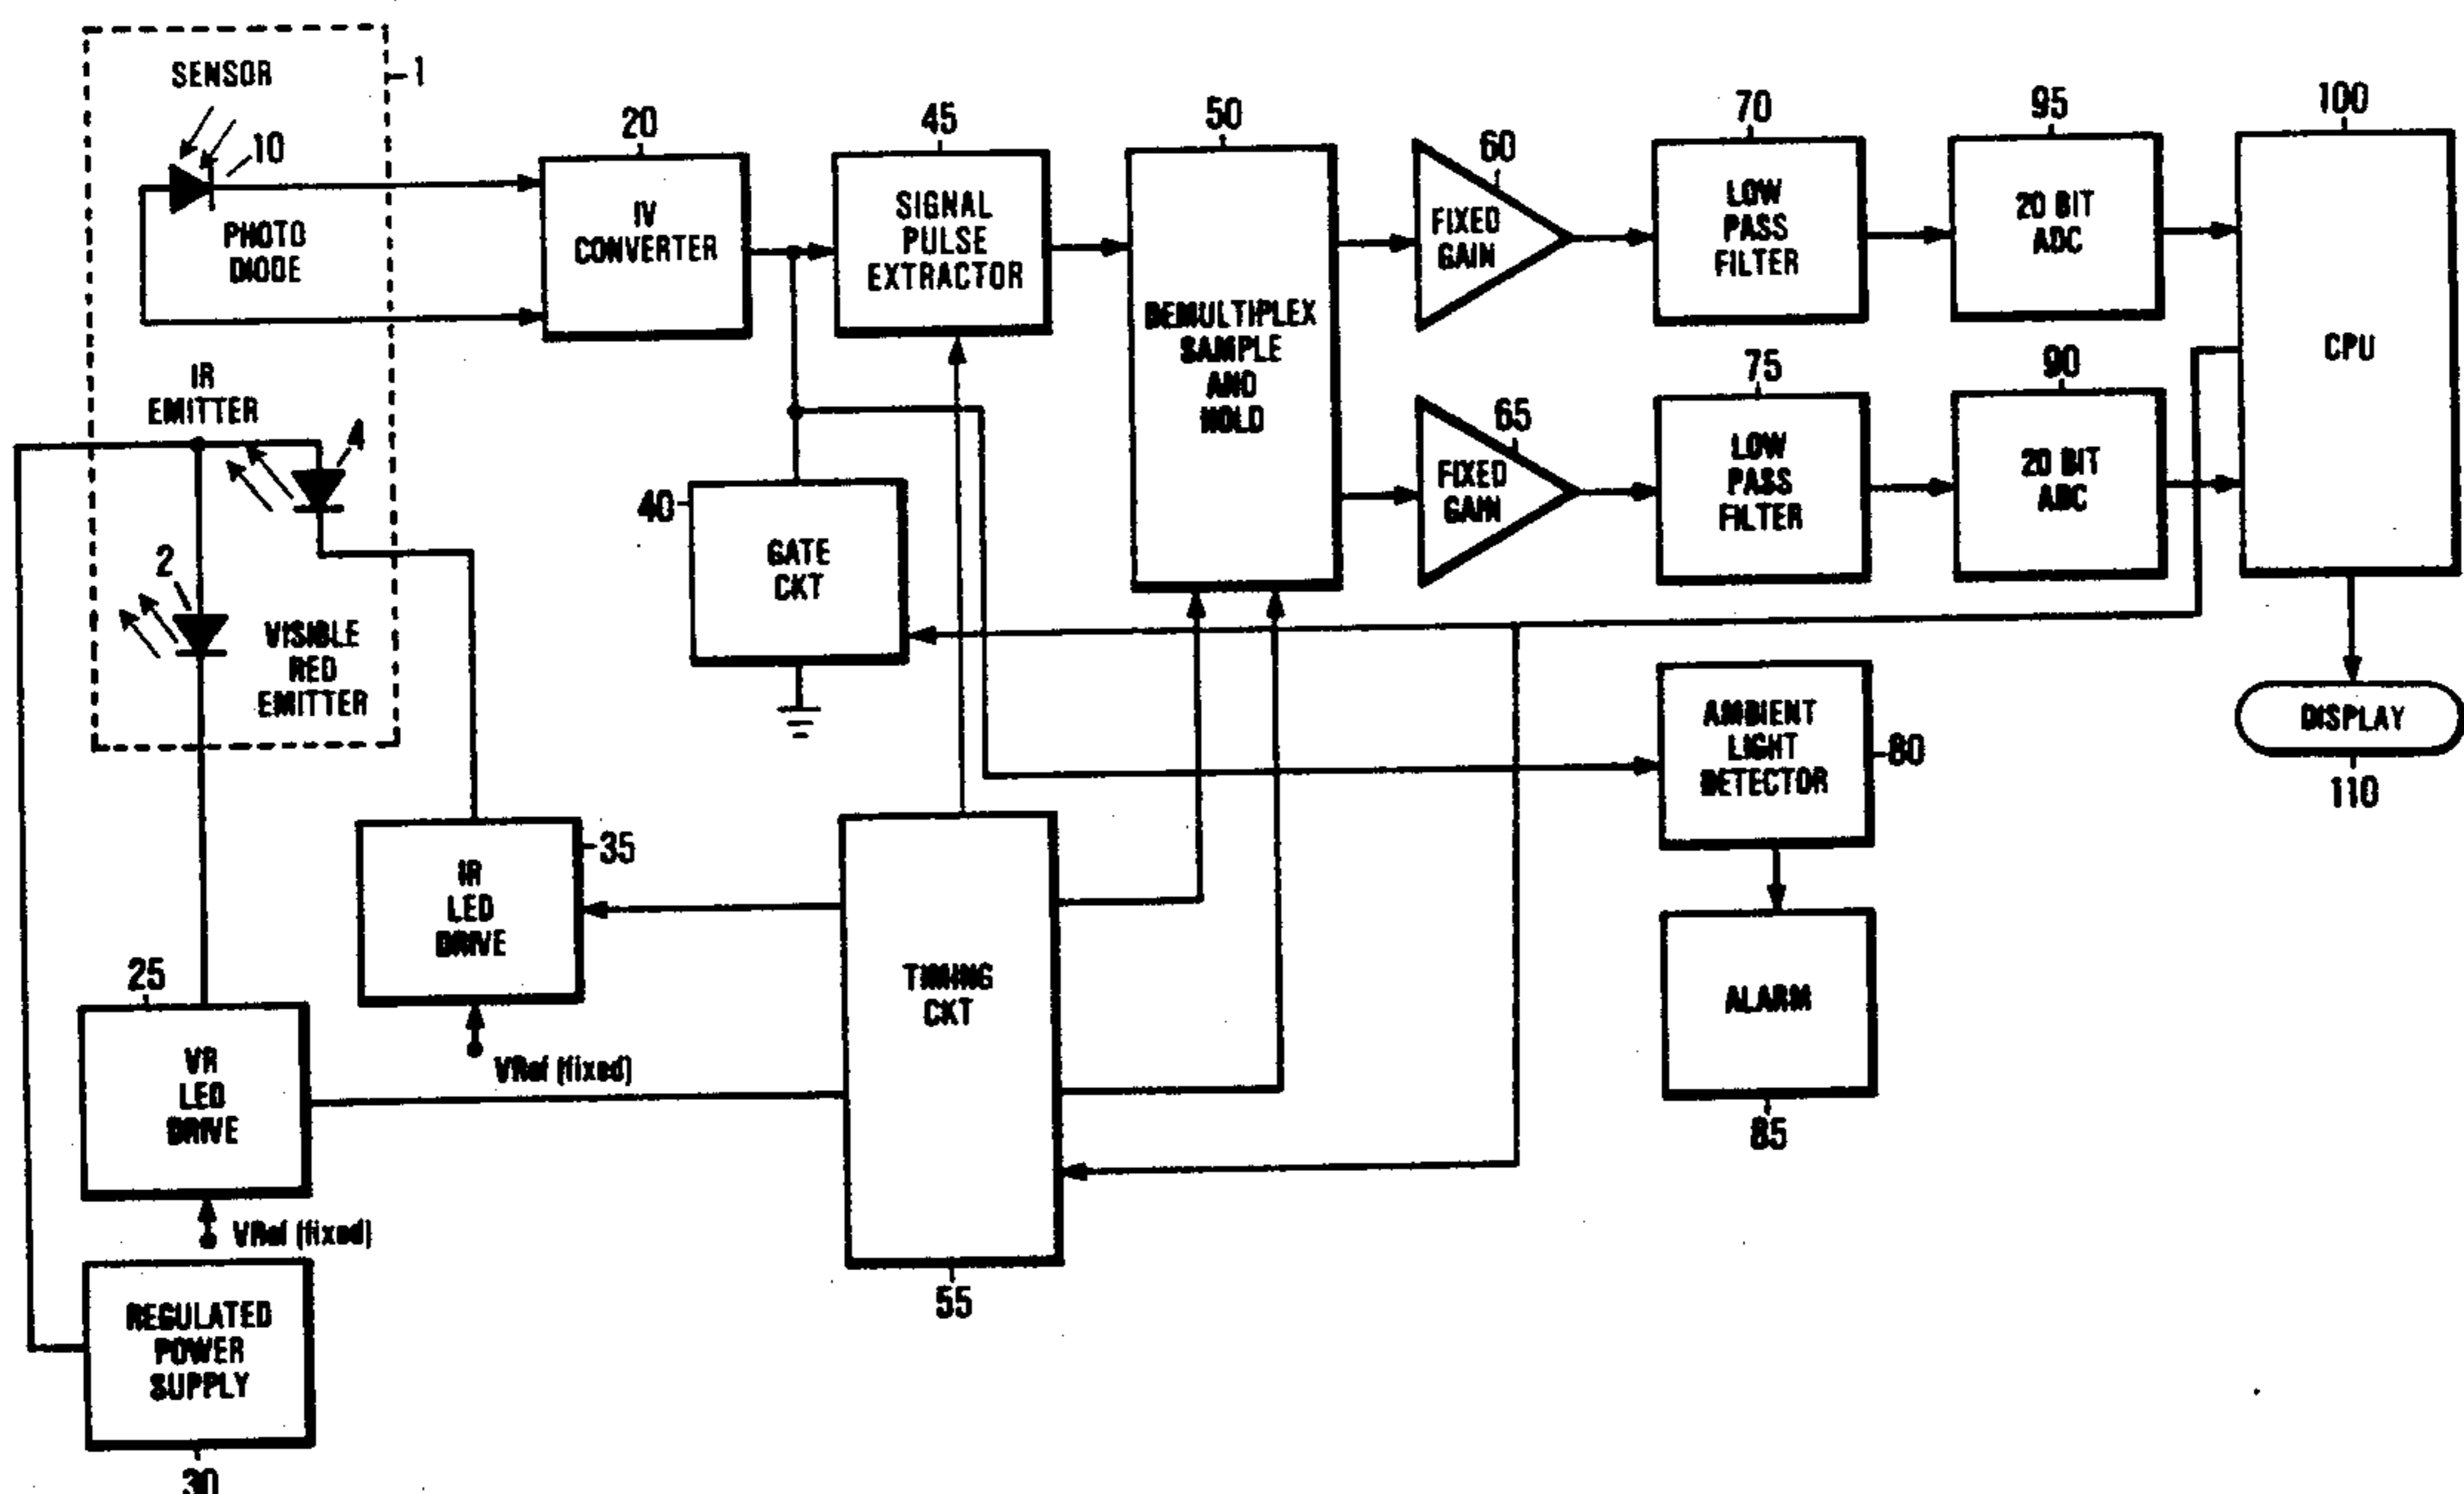 SENSOR
1
10
PHOTO
DIODE
IR
EMITTER
4
2
VISIBLE
RED
EMITTER
20
IV
CONVERTER
45
SIGNAL
PULSE
EXTRACTOR
50
DEMULTIPLEX
SAMPLE
AND
HOLD
60
FIXED
GAIN
70
LOW
PASS
FILTER
95
20 BIT
ADC
100
CPU
65
FIXED
GAIN
75
LOW
PASS
FILTER
90
20 BIT
ADC
40
GATE
CKT
AMBIENT
LIGHT
DETECTOR
80
DISPLAY
110
35
IR
LED
DRIVE
VRef (fixed)
TIMING
CKT
55
ALARM
85
25
VR
LED
DRIVE
VRef (fixed)
REGULATED
POWER
SUPPLY
30